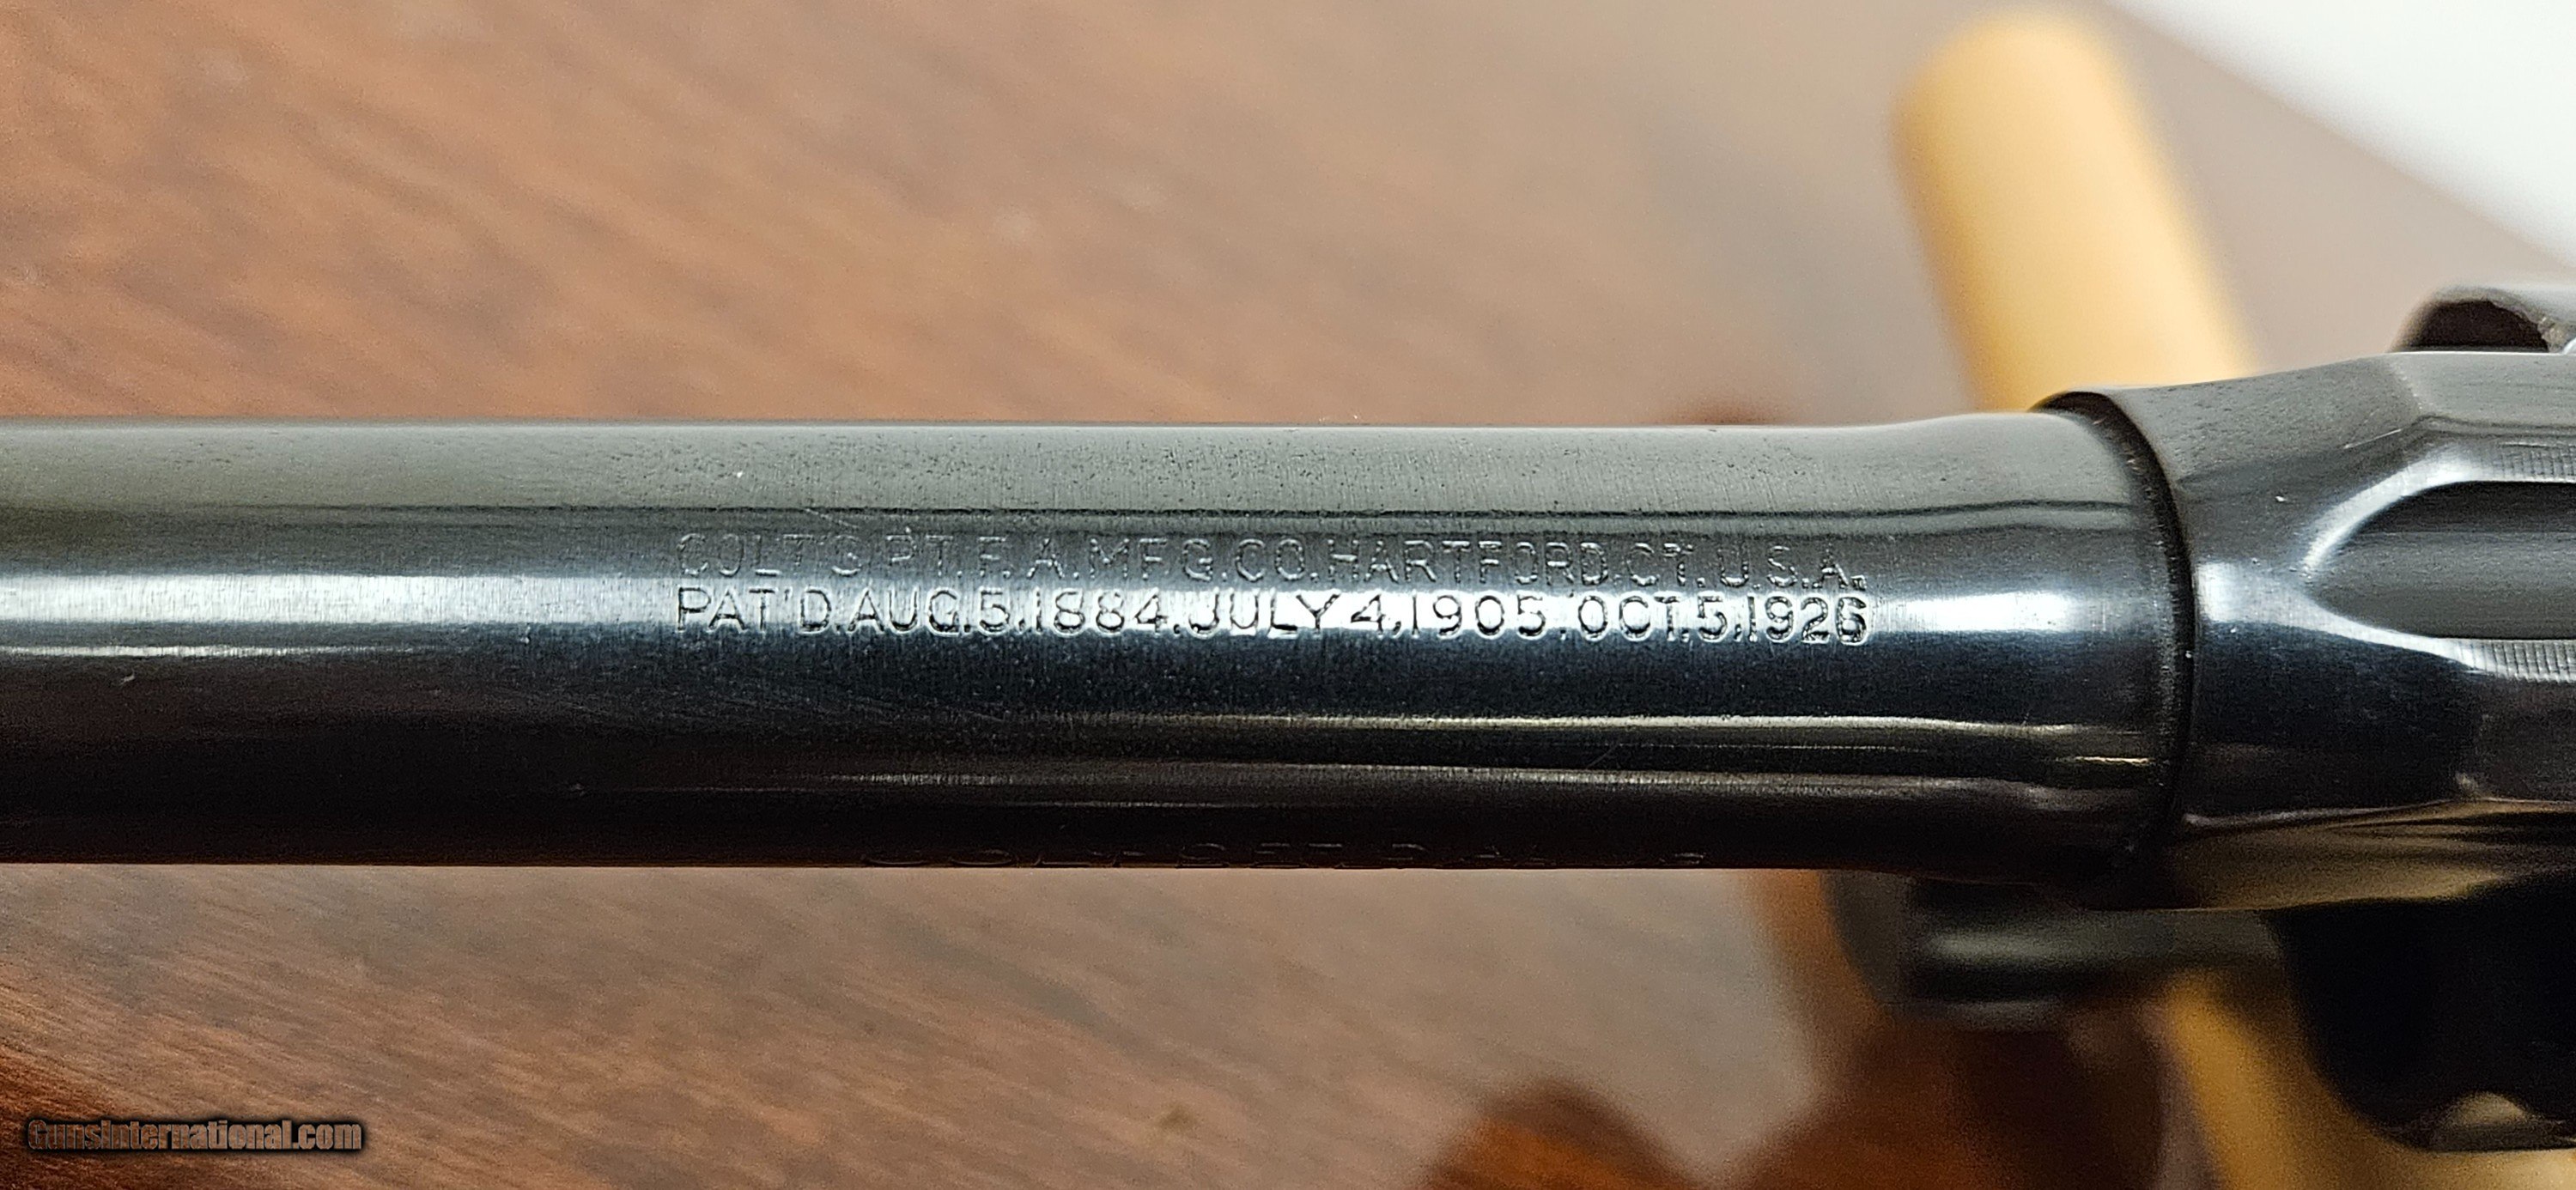 COLT'S PT. F. A. MFG. CO. HARTFORD. CT. U.S.A.
PAT'D. AUG. 5, 1884, JULY 4, 1905, OCT. 5, 1926
GunsInternational.com